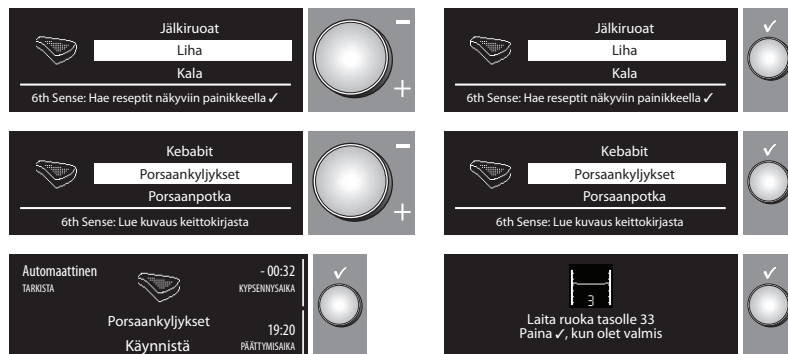 Jälkiruoat
Liha
Kala
6th Sense: Hae reseptit näkyviin painikkeella ✓
− +
Jälkiruoat
Liha
Kala
6th Sense: Hae reseptit näkyviin painikkeella ✓
✓
Kebabit
Porsaankyljykset
Porsaanpotka
6th Sense: Lue kuvaus keittokirjasta
− +
Kebabit
Porsaankyljykset
Porsaanpotka
6th Sense: Lue kuvaus keittokirjasta
✓
Automaattinen
TARKISTA
- 00:32
KYPSENNYSAIKA
Porsaankyljykset
Käynnistä
19:20
PÄÄTTYMISAIKA
✓
3
Laita ruoka tasolle 33
Paina ✓, kun olet valmis
✓